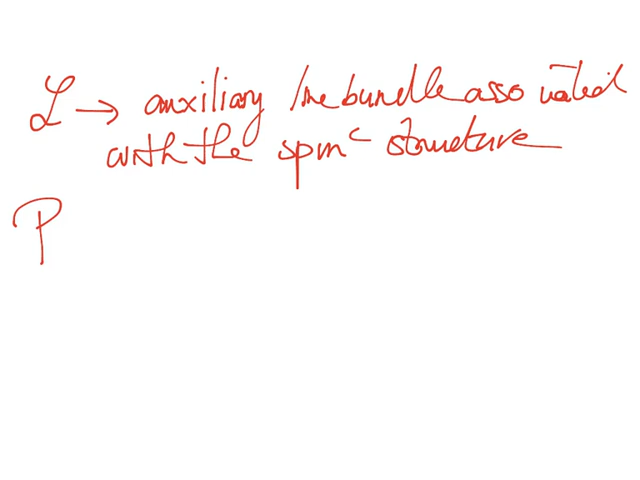 ℒ → auxiliary line bundle associated
with the spin^c structure
P